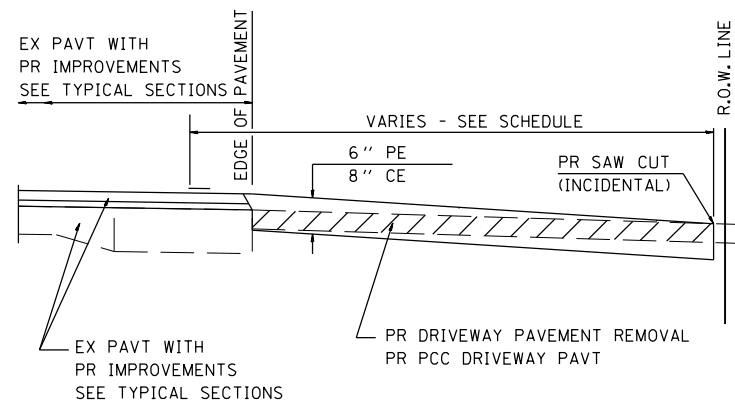 EX PAVT WITH
PR IMPROVEMENTS
SEE TYPICAL SECTIONS
EDGE OF PAVEMENT
VARIES - SEE SCHEDULE
R.O.W. LINE
6" PE
8" CE
PR SAW CUT
(INCIDENTAL)
EX PAVT WITH
PR IMPROVEMENTS
SEE TYPICAL SECTIONS
PR DRIVEWAY PAVEMENT REMOVAL
PR PCC DRIVEWAY PAVT